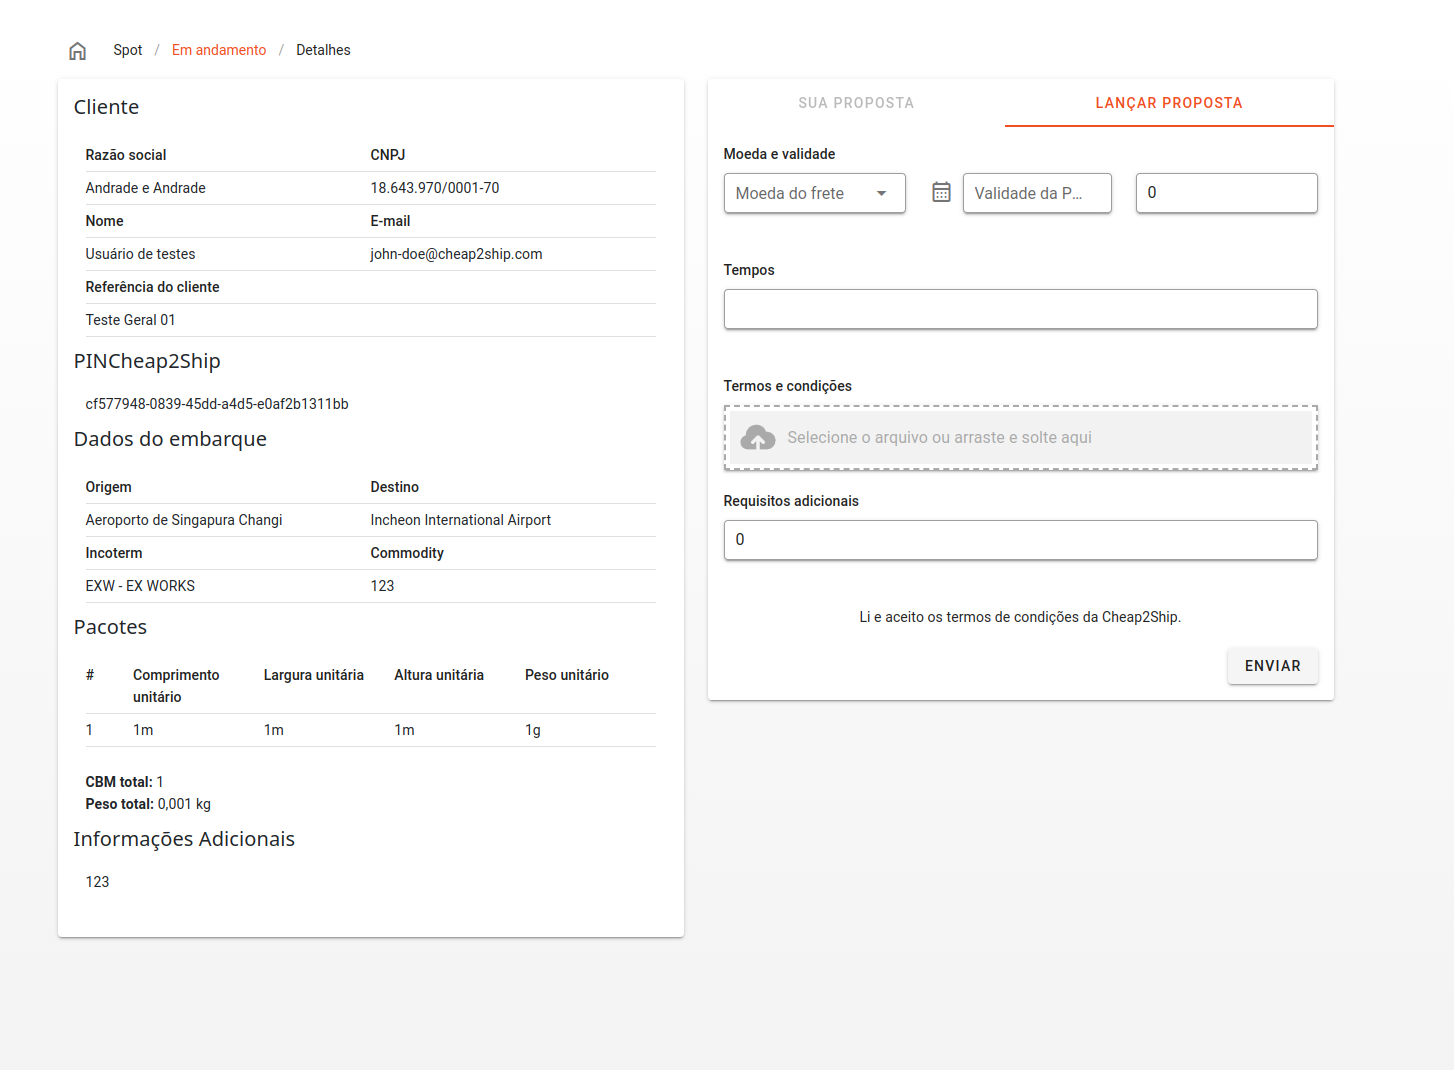 Spot / Em andamento / Detalhes
Cliente
Razão social CNPJ
Andrade e Andrade 18.643.970/0001-70
Nome E-mail
Usuário de testes john-doe@cheap2ship.com
Referência do cliente
Teste Geral 01
PINCheap2Ship
cf577948-0839-45dd-a4d5-e0af2b1311bb
Dados do embarque
Origem Destino
Aeroporto de Singapura Changi Incheon International Airport
Incoterm Commodity
EXW - EX WORKS 123
Pacotes
# Comprimento unitário Largura unitária Altura unitária Peso unitário
1 1m 1m 1m 1g
CBM total: 1
Peso total: 0,001 kg
Informações Adicionais
123
SUA PROPOSTA LANÇAR PROPOSTA
Moeda e validade
Moeda do frete Validade da P... 0
Tempos
Termos e condições
Selecione o arquivo ou arraste e solte aqui
Requisitos adicionais
0
Li e aceito os termos de condições da Cheap2Ship.
ENVIAR